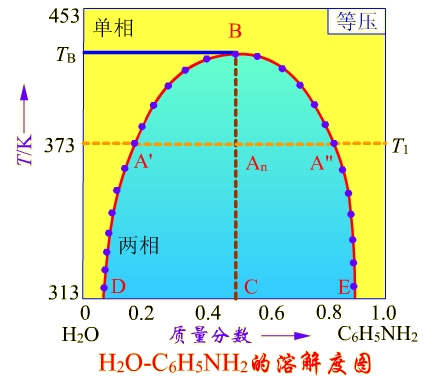 453
单相
等压
B
T_B
T/K
373
T₁
A'
Aₙ
A"
两相
D
C
E
313
0 0.2 0.4 0.6 0.8 1.0
H₂O 质量分数 C₆H₅NH₂
H₂O-C₆H₅NH₂的溶解度图